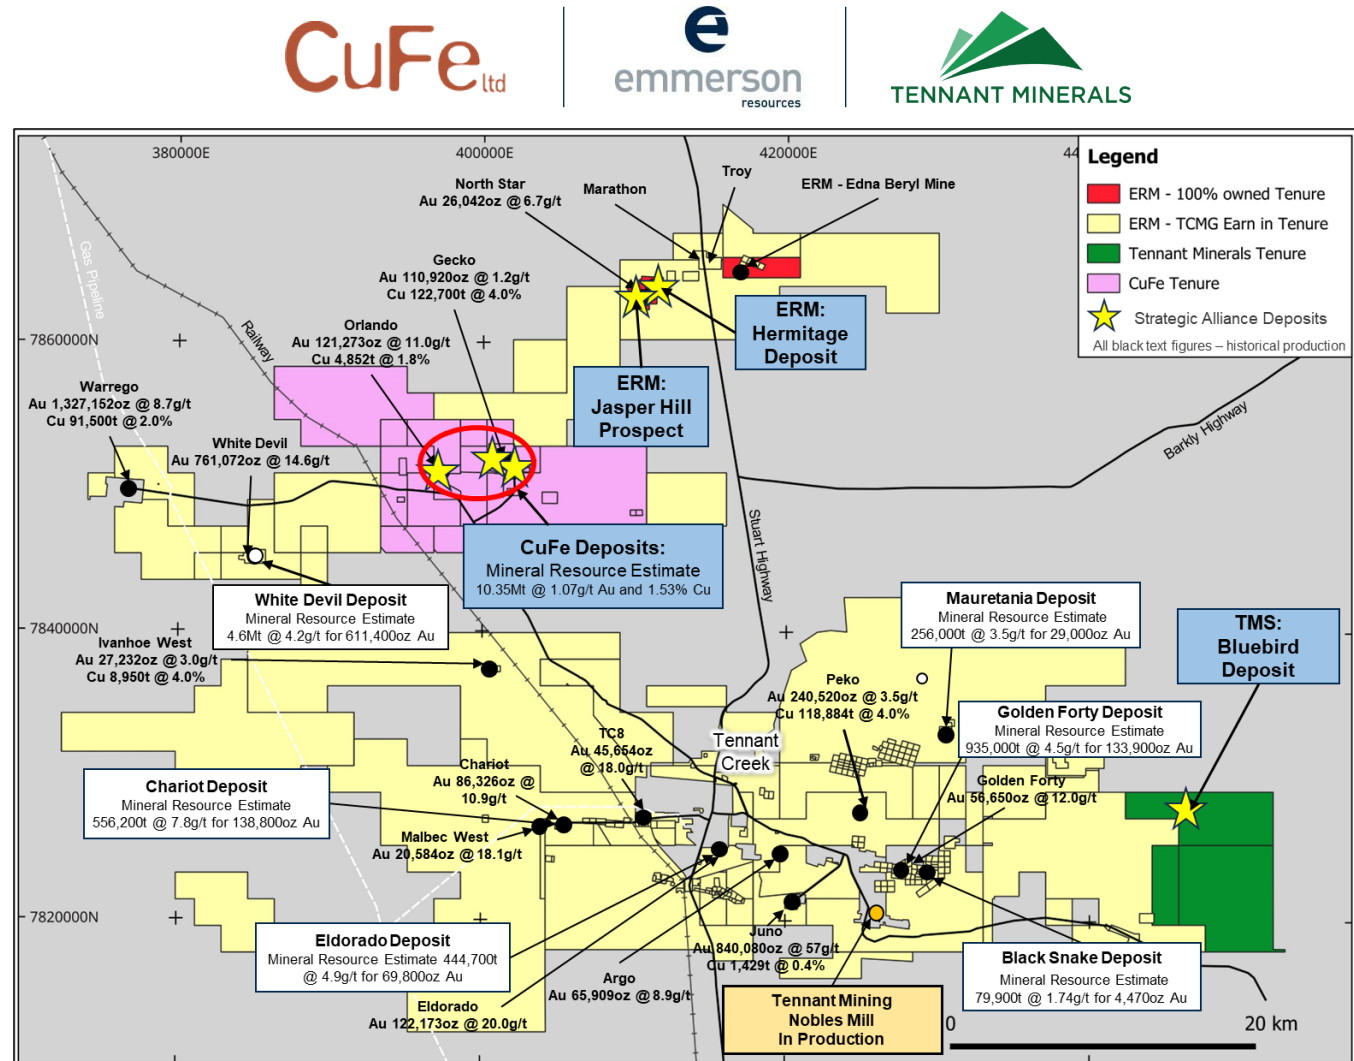 CuFe ltd
e
emmerson
resources
TENNANT MINERALS
380000E
400000E
420000E
44
Legend
ERM - 100% owned Tenure
ERM - TCMG Earn in Tenure
Tennant Minerals Tenure
CuFe Tenure
Strategic Alliance Deposits
All black text figures – historical production
North Star
Au 26,042oz @ 6.7g/t
Marathon
Troy
ERM - Edna Beryl Mine
Gas Pipeline
Railway
Gecko
Au 110,920oz @ 1.2g/t
Cu 122,700t @ 4.0%
Orlando
Au 121,273oz @ 11.0g/t
Cu 4,852t @ 1.8%
ERM:
Hermitage
Deposit
7860000N
Warrego
Au 1,327,152oz @ 8.7g/t
Cu 91,500t @ 2.0%
White Devil
Au 761,072oz @ 14.6g/t
ERM:
Jasper Hill
Prospect
Barkly Highway
Stuart Highway
CuFe Deposits:
Mineral Resource Estimate
10.35Mt @ 1.07g/t Au and 1.53% Cu
White Devil Deposit
Mineral Resource Estimate
4.6Mt @ 4.2g/t for 611,400oz Au
7840000N
Mauretania Deposit
Mineral Resource Estimate
256,000t @ 3.5g/t for 29,000oz Au
TMS:
Bluebird
Deposit
Ivanhoe West
Au 27,232oz @ 3.0g/t
Cu 8,950t @ 4.0%
Peko
Au 240,520oz @ 3.5g/t
Cu 118,884t @ 4.0%
Golden Forty Deposit
Mineral Resource Estimate
935,000t @ 4.5g/t for 133,900oz Au
Tennant
Creek
TC8
Au 45,654oz
@ 18.0g/t
Chariot
Au 86,326oz @
10.9g/t
Golden Forty
Au 56,650oz @ 12.0g/t
Chariot Deposit
Mineral Resource Estimate
556,200t @ 7.8g/t for 138,800oz Au
Malbec West
Au 20,584oz @ 18.1g/t
7820000N
Eldorado Deposit
Mineral Resource Estimate 444,700t
@ 4.9g/t for 69,800oz Au
Juno
Au 840,080oz @ 57g/t
Cu 1,429t @ 0.4%
Black Snake Deposit
Mineral Resource Estimate
79,900t @ 1.74g/t for 4,470oz Au
Argo
Au 65,909oz @ 8.9g/t
Eldorado
Au 122,173oz @ 20.0g/t
Tennant Mining
Nobles Mill
In Production
0
20 km